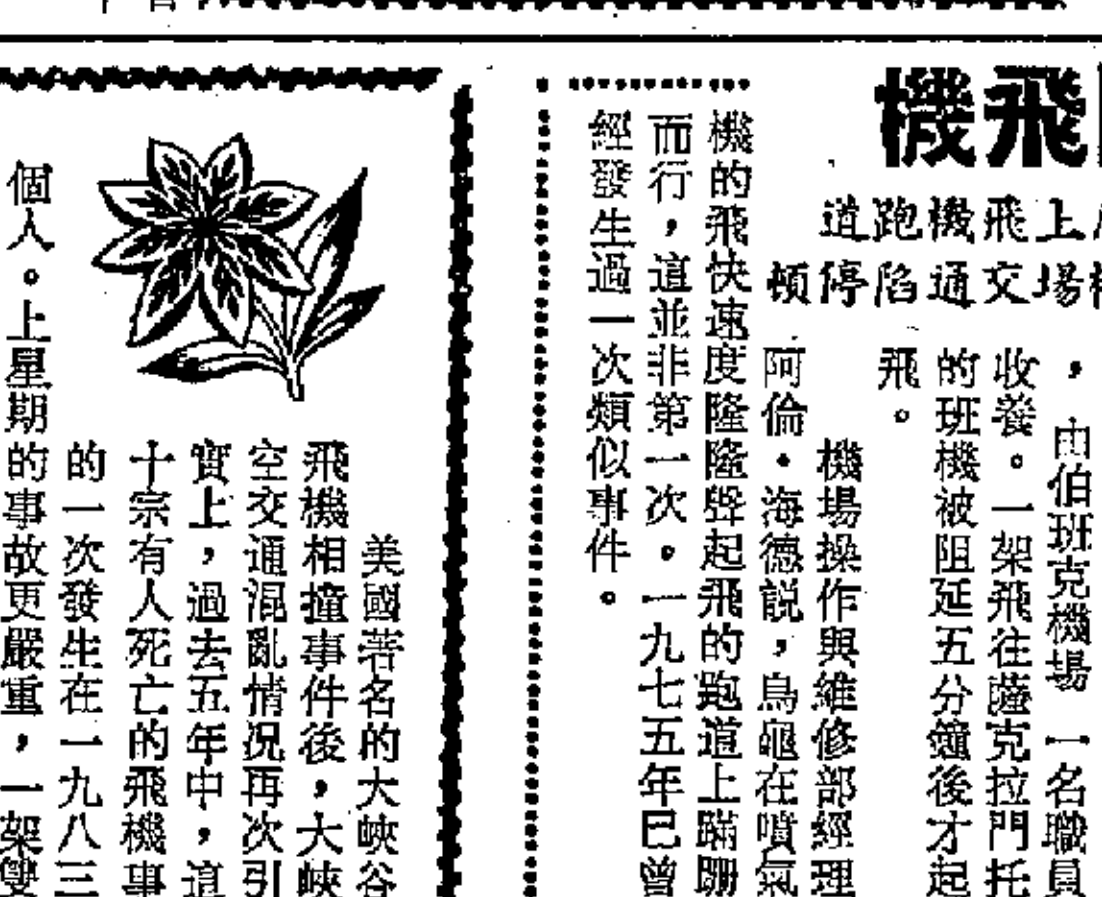 飛機
上飛機跑道
場交通陷停頓
，由伯班克機場一名職員
收養。一架飛往薩克拉門托
的班機被阻延五分鐘後才起
飛。
機場操作與維修部經理
阿倫・海德説，烏龜在噴氣
機的飛快速度隆隆聲起飛的跑道上蹣跚
而行，這並非第一次。一九七五年已曾
經發生過一次類似事件。
美國著名的大峽谷
飛機相撞事件後，大峽
空交通混亂情況再次引
實上，過去五年中，這
十宗有人死亡的飛機事
的一次發生在一九八三
個人。上星期的事故更嚴重，一架雙